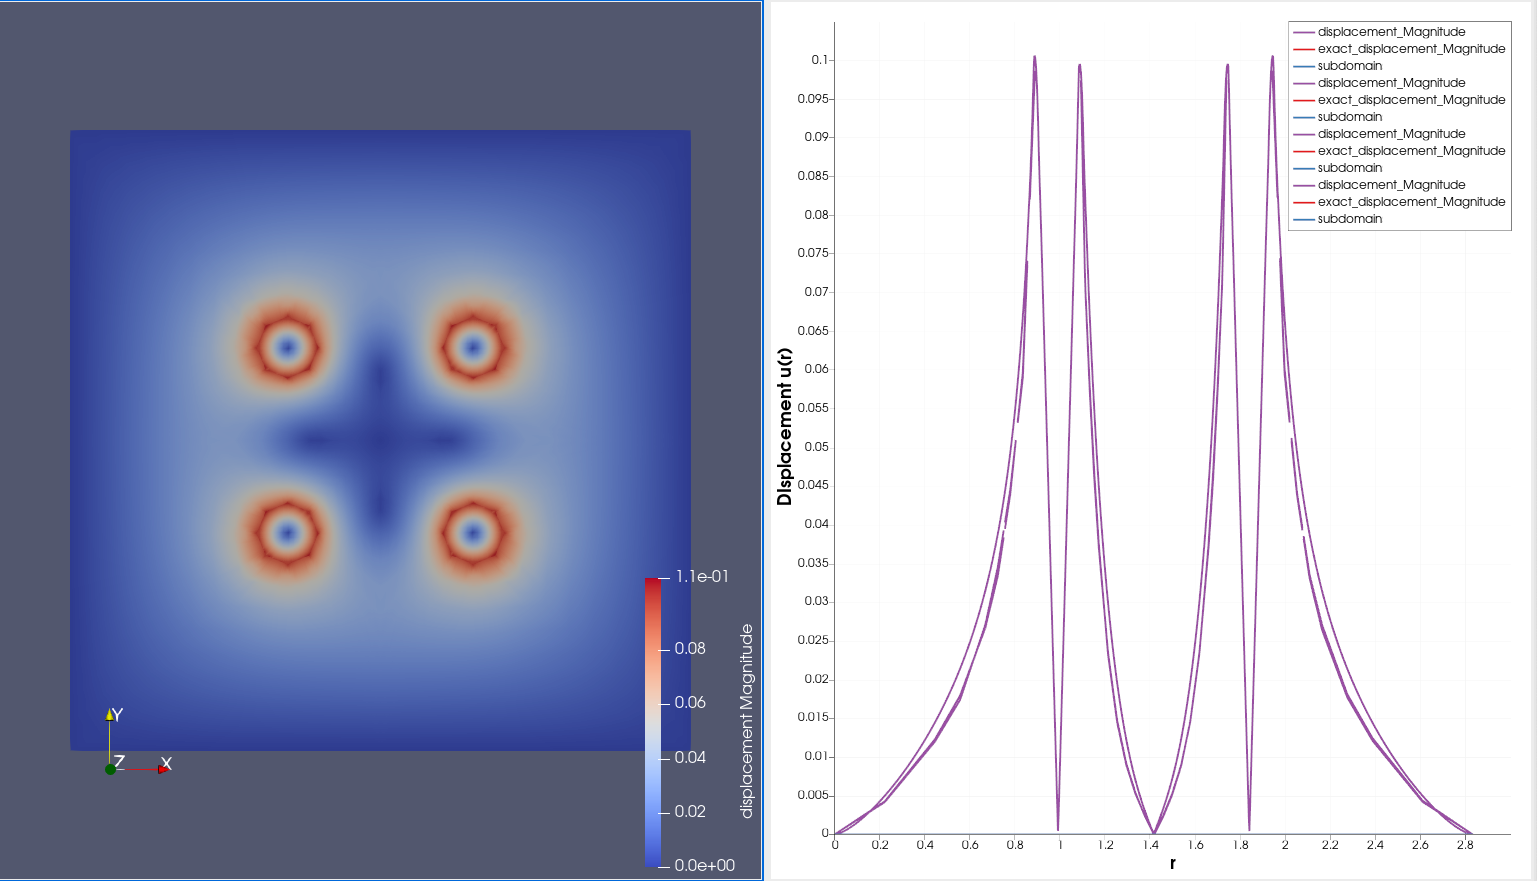 1.1e-01
0.08
0.06
0.04
0.02
0.0e+00
displacement Magnitude
Y
Z
X
displacement_Magnitude
exact_displacement_Magnitude
subdomain
displacement_Magnitude
exact_displacement_Magnitude
subdomain
displacement_Magnitude
exact_displacement_Magnitude
subdomain
displacement_Magnitude
exact_displacement_Magnitude
subdomain
Displacement u(r)
0.1
0.095
0.09
0.085
0.08
0.075
0.07
0.065
0.06
0.055
0.05
0.045
0.04
0.035
0.03
0.025
0.02
0.015
0.01
0.005
0
0 0.2 0.4 0.6 0.8 1 1.2 1.4 1.6 1.8 2 2.2 2.4 2.6 2.8
r